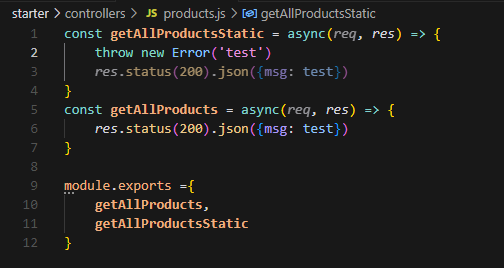 starter > controllers > JS products.js > getAllProductsStatic
1 const getAllProductsStatic = async(req, res) => {
2 throw new Error('test')
3 res.status(200).json({msg: test})
4 }
5 const getAllProducts = async(req, res) => {
6 res.status(200).json({msg: test})
7 }
8
9 module.exports ={
10 getAllProducts,
11 getAllProductsStatic
12 }